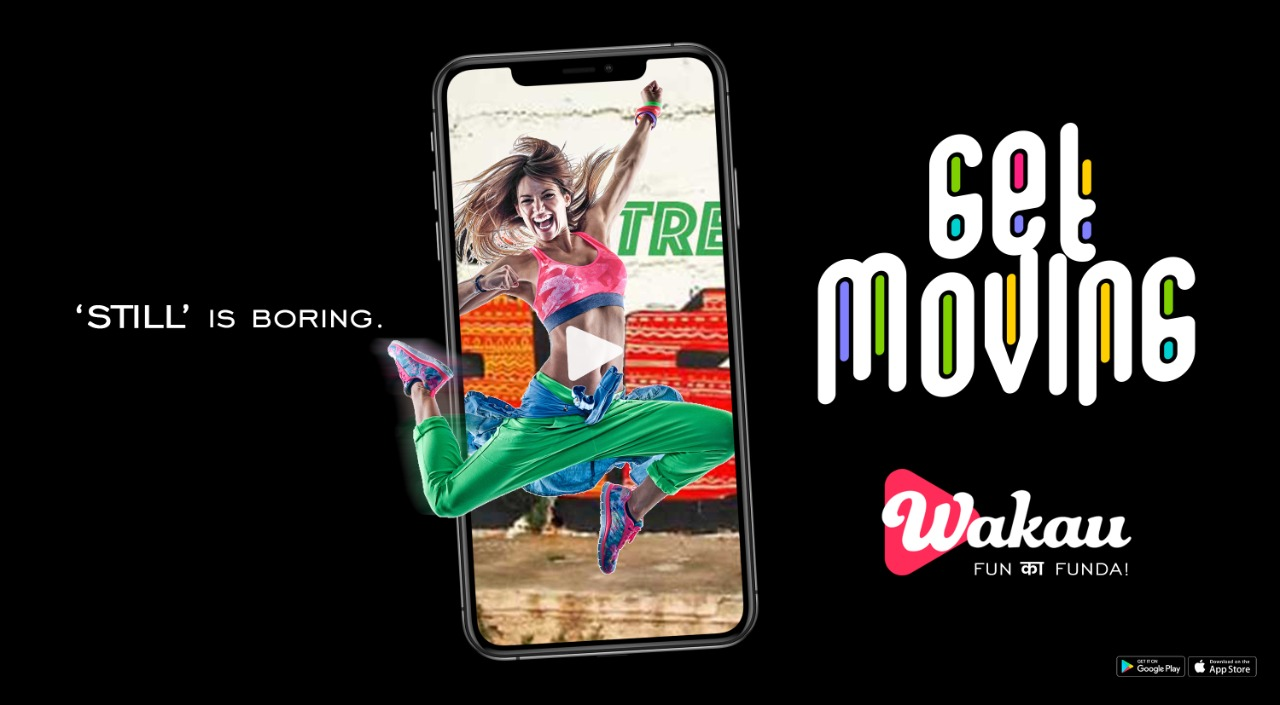 ‘STILL’ IS BORING.
TRE
Get
Moving
Wakau
FUN का FUNDA!
GET IT ON
Google Play
Download on the
App Store